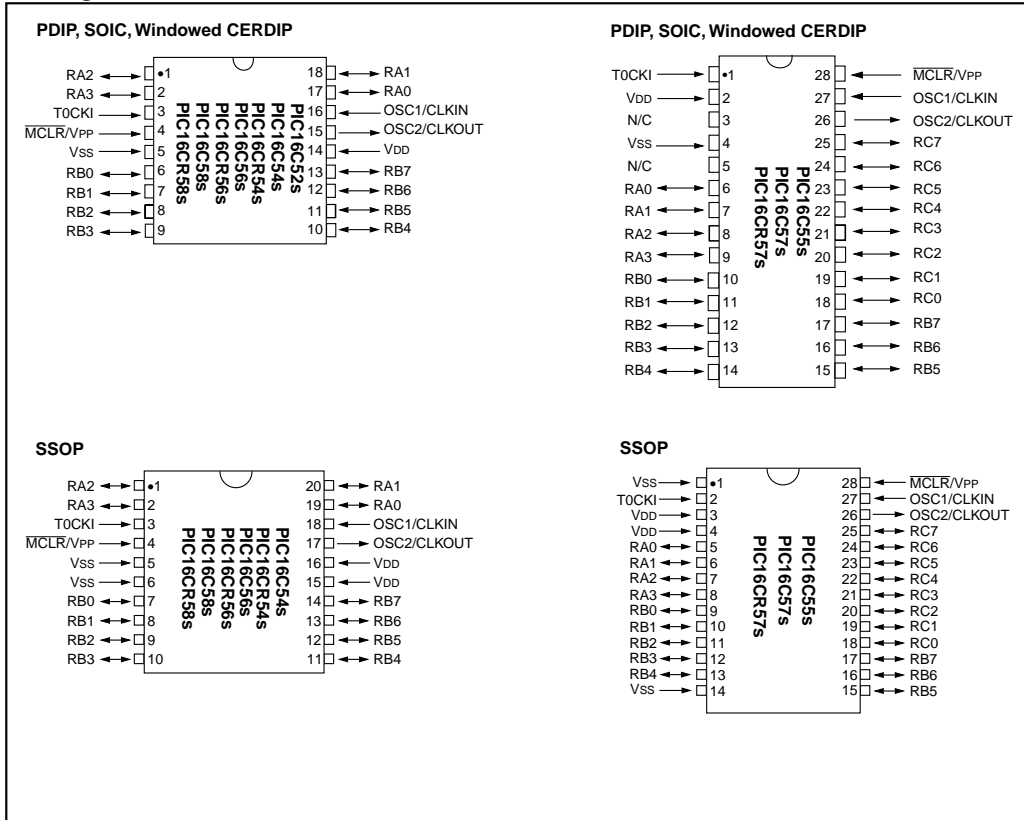 PDIP, SOIC, Windowed CERDIP
RA2 •1 18 RA1
RA3 2 17 RA0
T0CKI 3 16 OSC1/CLKIN
MCLR/VPP 4 15 OSC2/CLKOUT
VSS 5 14 VDD
RB0 6 13 RB7
RB1 7 12 RB6
RB2 8 11 RB5
RB3 9 10 RB4
PIC16CR58s
PIC16C58s
PIC16CR56s
PIC16C56s
PIC16CR54s
PIC16C54s
PIC16C52s
PDIP, SOIC, Windowed CERDIP
T0CKI •1 28 MCLR/VPP
VDD 2 27 OSC1/CLKIN
N/C 3 26 OSC2/CLKOUT
VSS 4 25 RC7
N/C 5 24 RC6
RA0 6 23 RC5
RA1 7 22 RC4
RA2 8 21 RC3
RA3 9 20 RC2
RB0 10 19 RC1
RB1 11 18 RC0
RB2 12 17 RB7
RB3 13 16 RB6
RB4 14 15 RB5
PIC16CR57s
PIC16C57s
PIC16C55s
SSOP
RA2 •1 20 RA1
RA3 2 19 RA0
T0CKI 3 18 OSC1/CLKIN
MCLR/VPP 4 17 OSC2/CLKOUT
VSS 5 16 VDD
VSS 6 15 VDD
RB0 7 14 RB7
RB1 8 13 RB6
RB2 9 12 RB5
RB3 10 11 RB4
PIC16CR58s
PIC16C58s
PIC16CR56s
PIC16C56s
PIC16CR54s
PIC16C54s
SSOP
VSS •1 28 MCLR/VPP
T0CKI 2 27 OSC1/CLKIN
VDD 3 26 OSC2/CLKOUT
VDD 4 25 RC7
RA0 5 24 RC6
RA1 6 23 RC5
RA2 7 22 RC4
RA3 8 21 RC3
RB0 9 20 RC2
RB1 10 19 RC1
RB2 11 18 RC0
RB3 12 17 RB7
RB4 13 16 RB6
VSS 14 15 RB5
PIC16CR57s
PIC16C57s
PIC16C55s